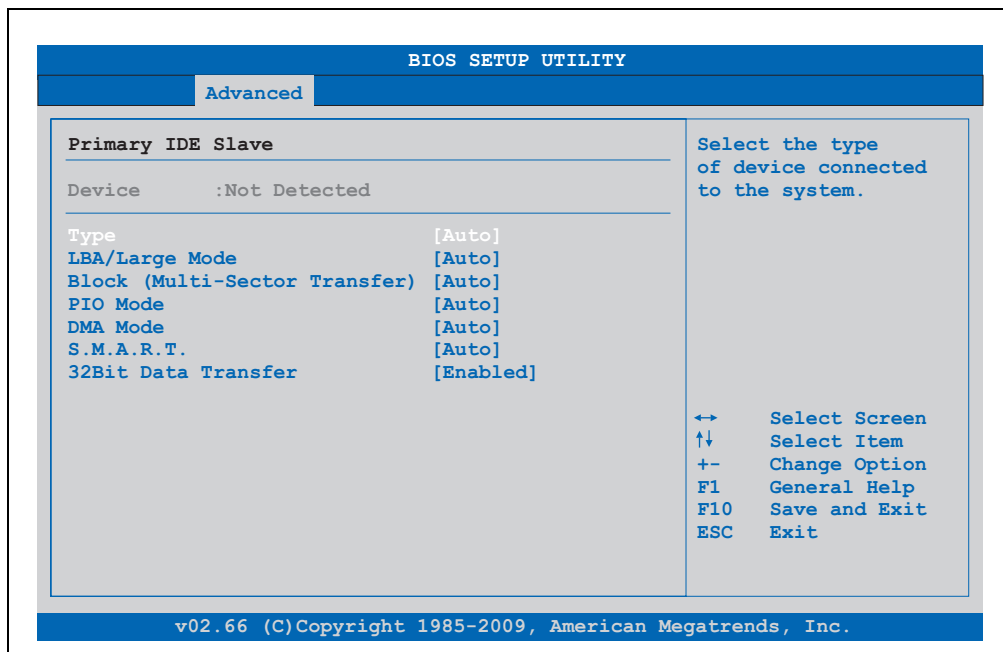 BIOS SETUP UTILITY
Advanced
Primary IDE Slave
Device :Not Detected
Type [Auto]
LBA/Large Mode [Auto]
Block (Multi-Sector Transfer) [Auto]
PIO Mode [Auto]
DMA Mode [Auto]
S.M.A.R.T. [Auto]
32Bit Data Transfer [Enabled]
Select the type
of device connected
to the system.
↔ Select Screen
↑↓ Select Item
+- Change Option
F1 General Help
F10 Save and Exit
ESC Exit
v02.66 (C)Copyright 1985-2009, American Megatrends, Inc.